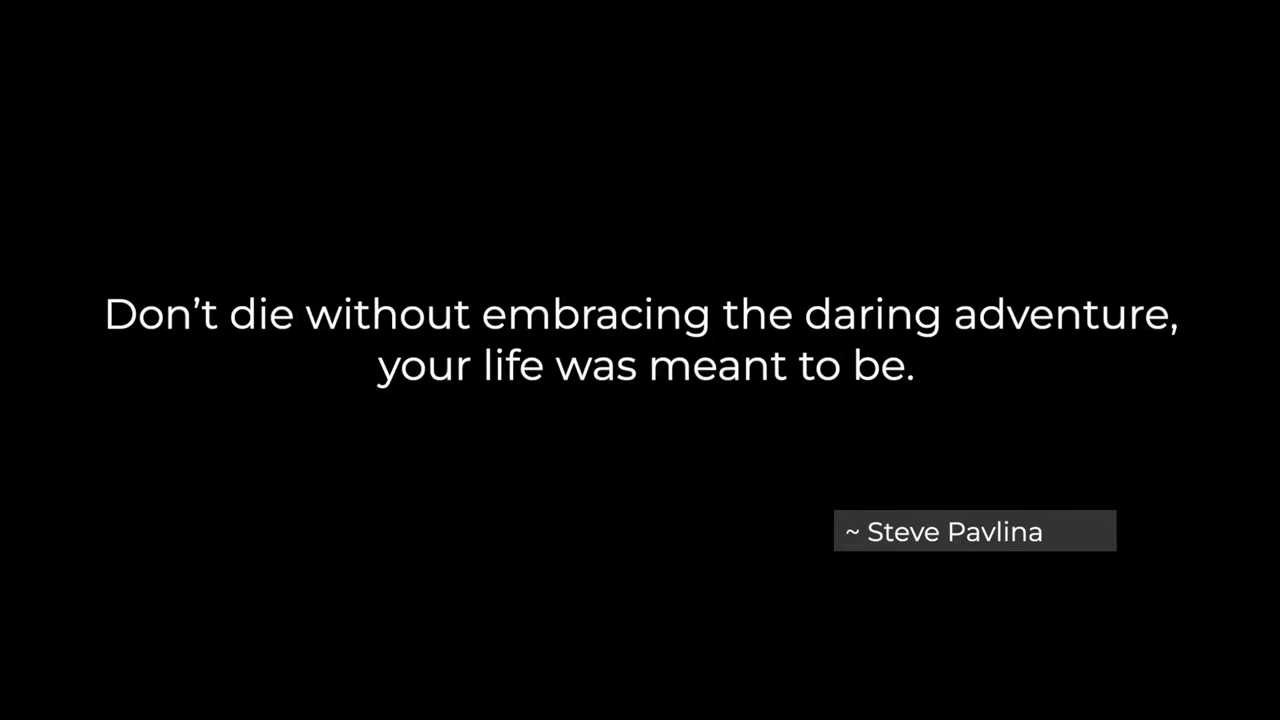 Don’t die without embracing the daring adventure,
your life was meant to be.
~ Steve Pavlina